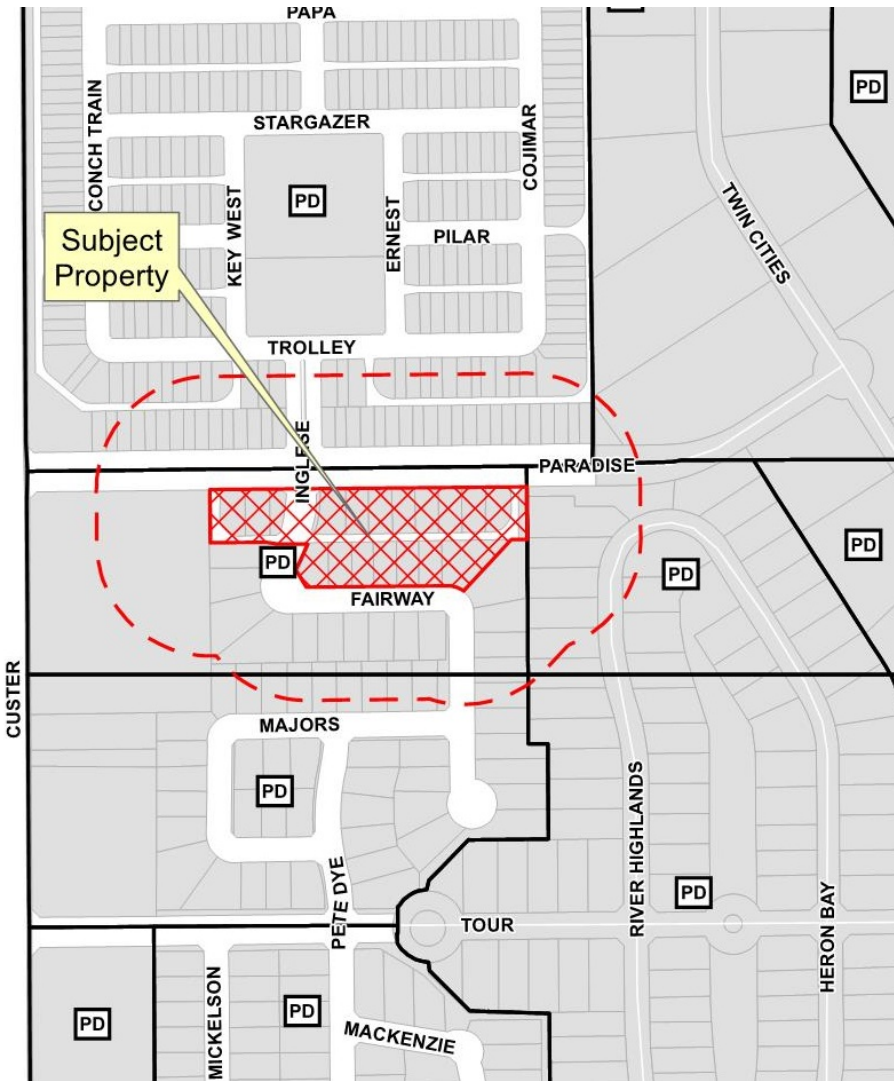 PAPA
PD
CONCH TRAIN
STARGAZER
COJIMAR
KEY WEST
PD
ERNEST
PILAR
TWIN CITIES
Subject
Property
TROLLEY
INGLESE
PARADISE
PD
PD
PD
FAIRWAY
CUSTER
MAJORS
PD
PETE DYE
RIVER HIGHLANDS
PD
TOUR
HERON BAY
MICKELSON
PD
PD
MACKENZIE